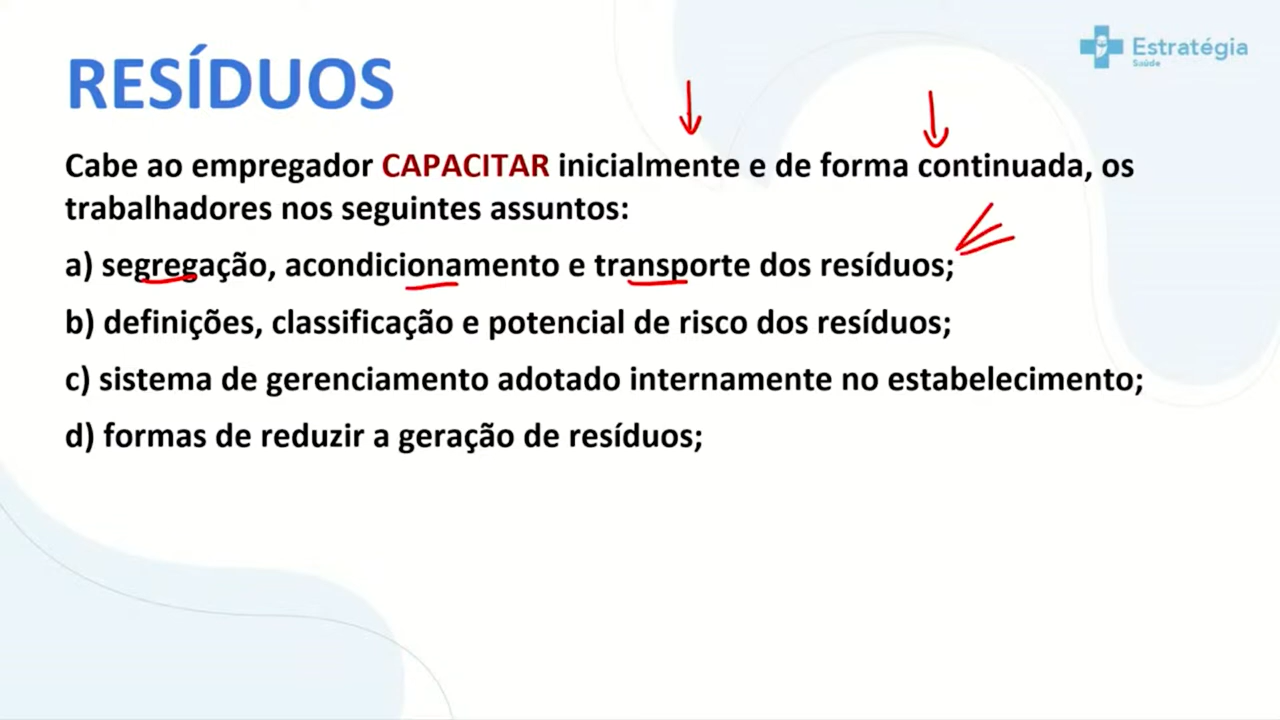 RESÍDUOS
Estratégia
Saúde
Cabe ao empregador CAPACITAR inicialmente e de forma continuada, os
trabalhadores nos seguintes assuntos:
a) segregação, acondicionamento e transporte dos resíduos;
b) definições, classificação e potencial de risco dos resíduos;
c) sistema de gerenciamento adotado internamente no estabelecimento;
d) formas de reduzir a geração de resíduos;